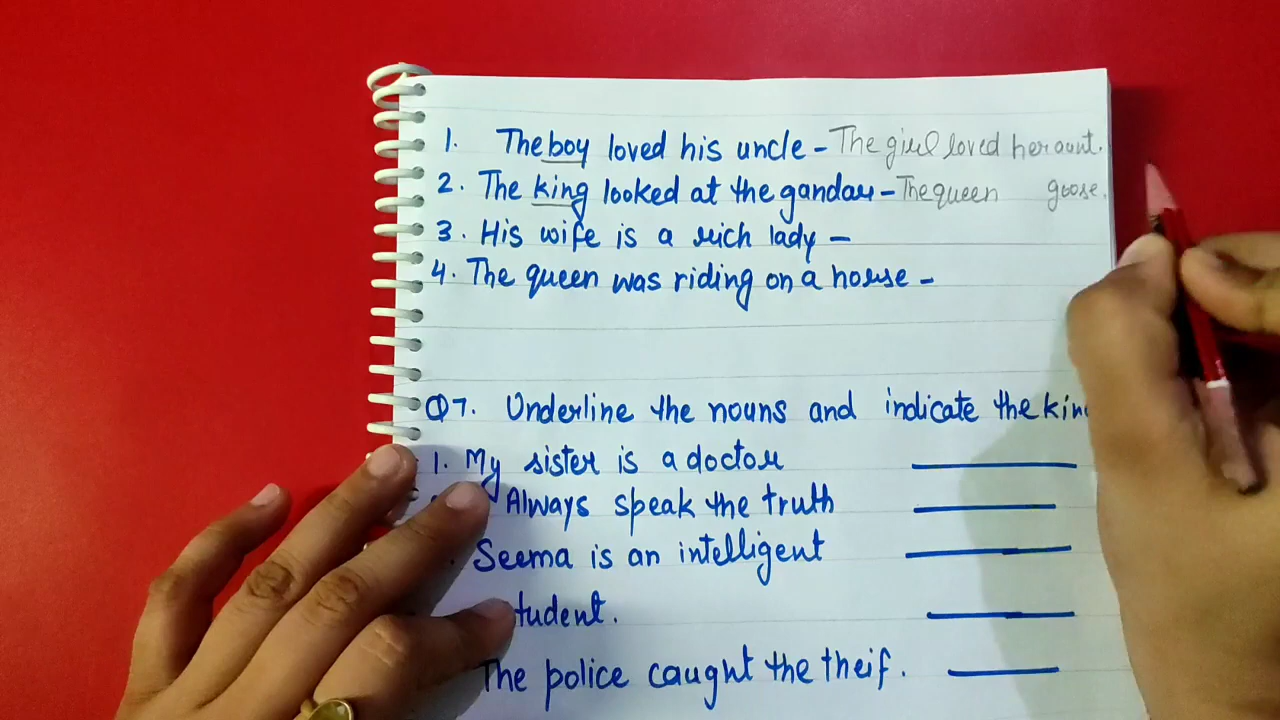 1. The boy loved his uncle - The girl loved her aunt.
2. The king looked at the gandar - The queen goose.
3. His wife is a rich lady -
4. The queen was riding on a horse -
Q7. Underline the nouns and indicate the kin
1. My sister is a doctor
Always speak the truth
Seema is an intelligent
tudent.
The police caught the theif.